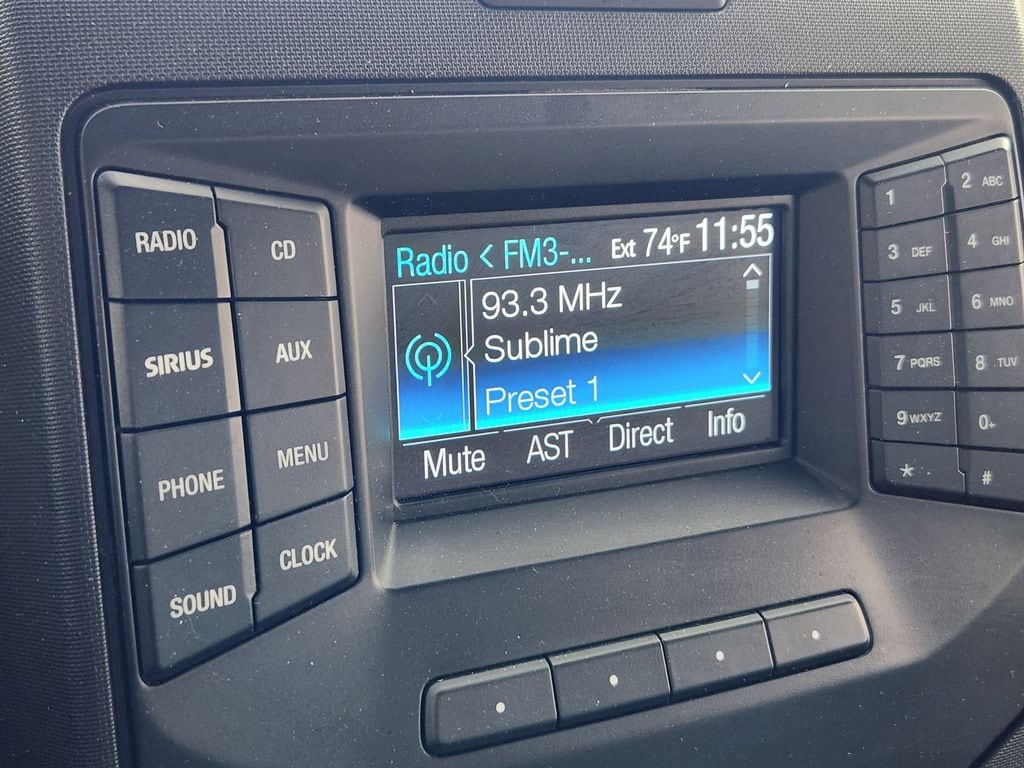 RADIO CD
SIRIUS AUX
PHONE MENU
SOUND CLOCK
Radio < FM3-... Ext 74°F 11:55
93.3 MHz
Sublime
Preset 1
Mute AST Direct Info
1 2 ABC
3 DEF 4 GHI
5 JKL 6 MNO
7 PQRS 8 TUV
9 WXYZ 0+
* #